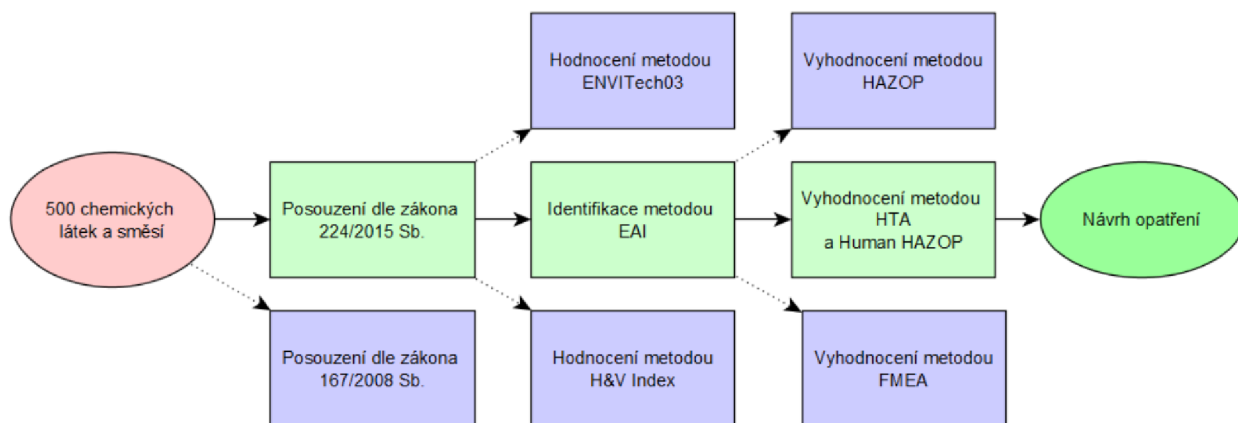 Hodnocení metodou
ENVITech03
Vyhodnocení metodou
HAZOP
500 chemických
látek a směsí
Posouzení dle zákona
224/2015 Sb.
Identifikace metodou
EAI
Vyhodnocení metodou
HTA
a Human HAZOP
Návrh opatření
Posouzení dle zákona
167/2008 Sb.
Hodnocení metodou
H&V Index
Vyhodnocení metodou
FMEA